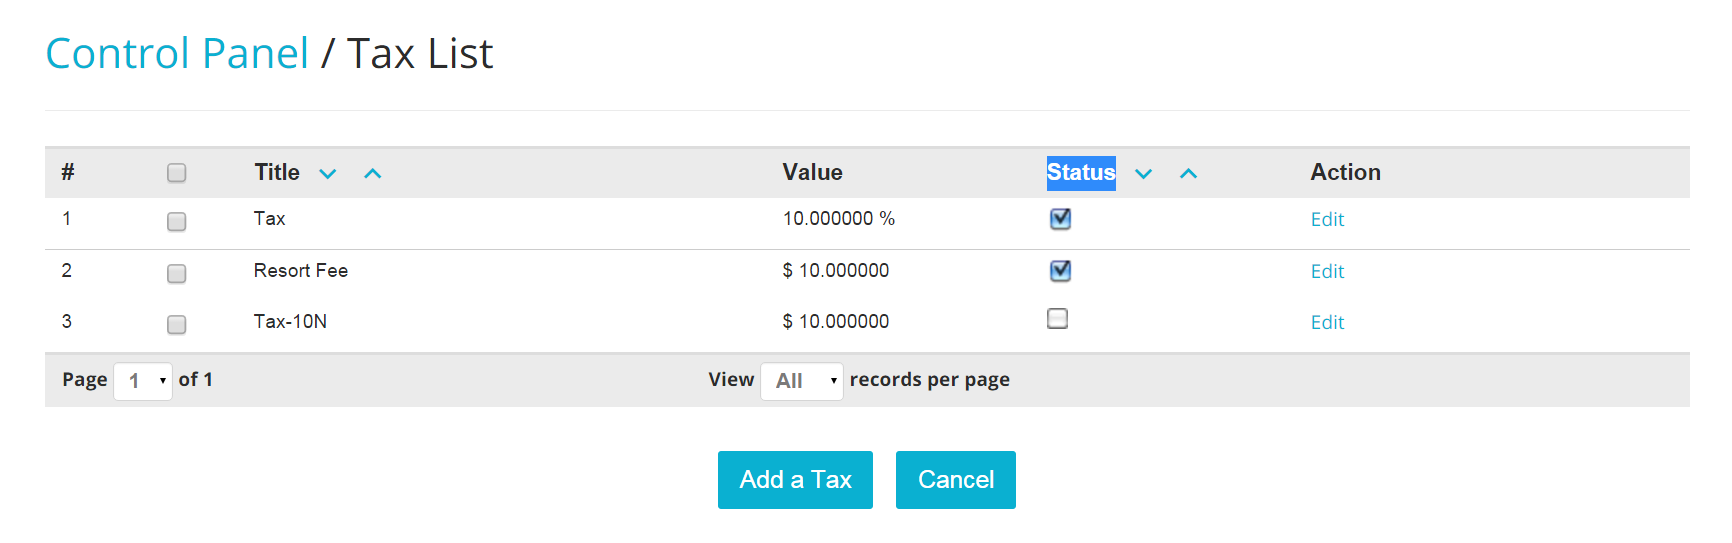 Control Panel / Tax List
# Title Value Status Action
1 Tax 10.000000 % Edit
2 Resort Fee $ 10.000000 Edit
3 Tax-10N $ 10.000000 Edit
Page 1 of 1 View All records per page
Add a Tax Cancel